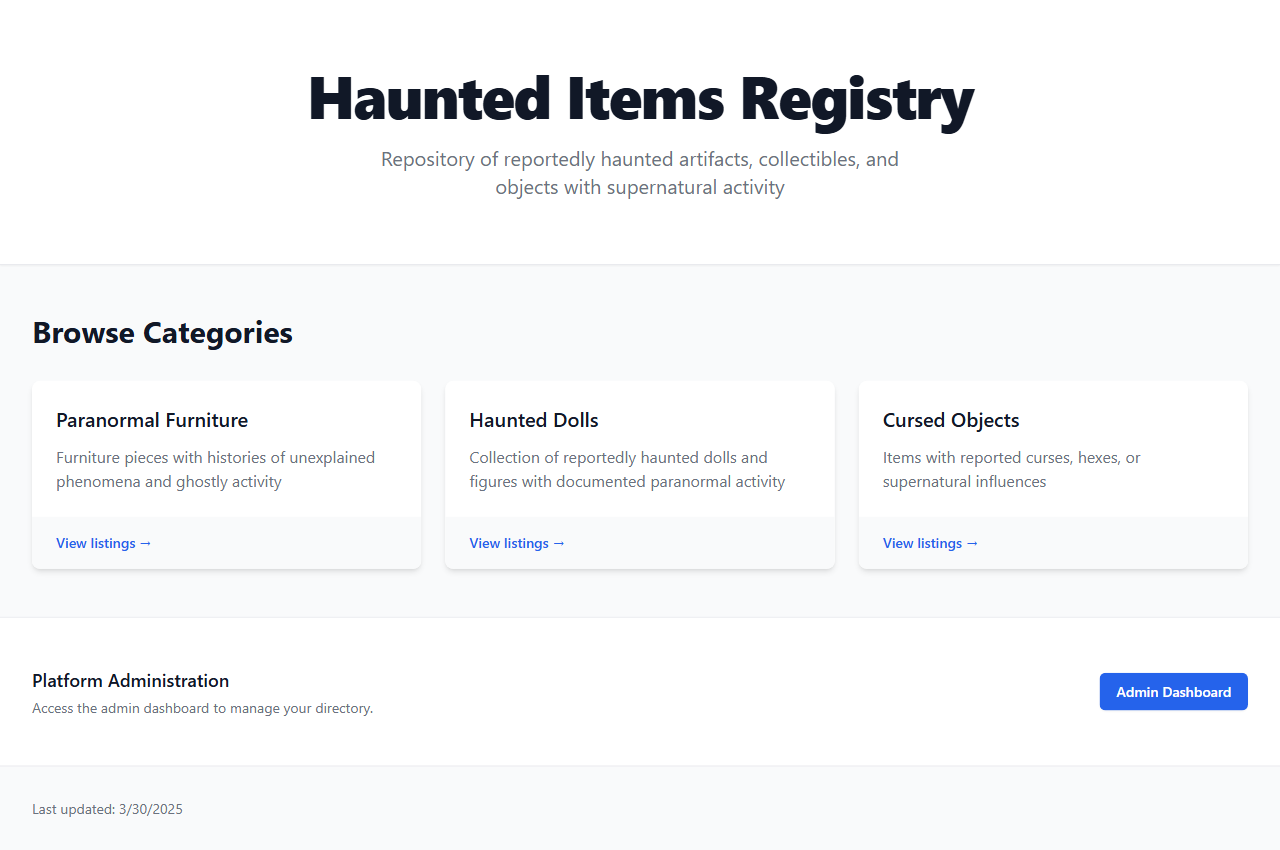 Haunted Items Registry
Repository of reportedly haunted artifacts, collectibles, and
objects with supernatural activity
Browse Categories
Paranormal Furniture
Furniture pieces with histories of unexplained
phenomena and ghostly activity
View listings →
Haunted Dolls
Collection of reportedly haunted dolls and
figures with documented paranormal activity
View listings →
Cursed Objects
Items with reported curses, hexes, or
supernatural influences
View listings →
Platform Administration
Access the admin dashboard to manage your directory.
Admin Dashboard
Last updated: 3/30/2025